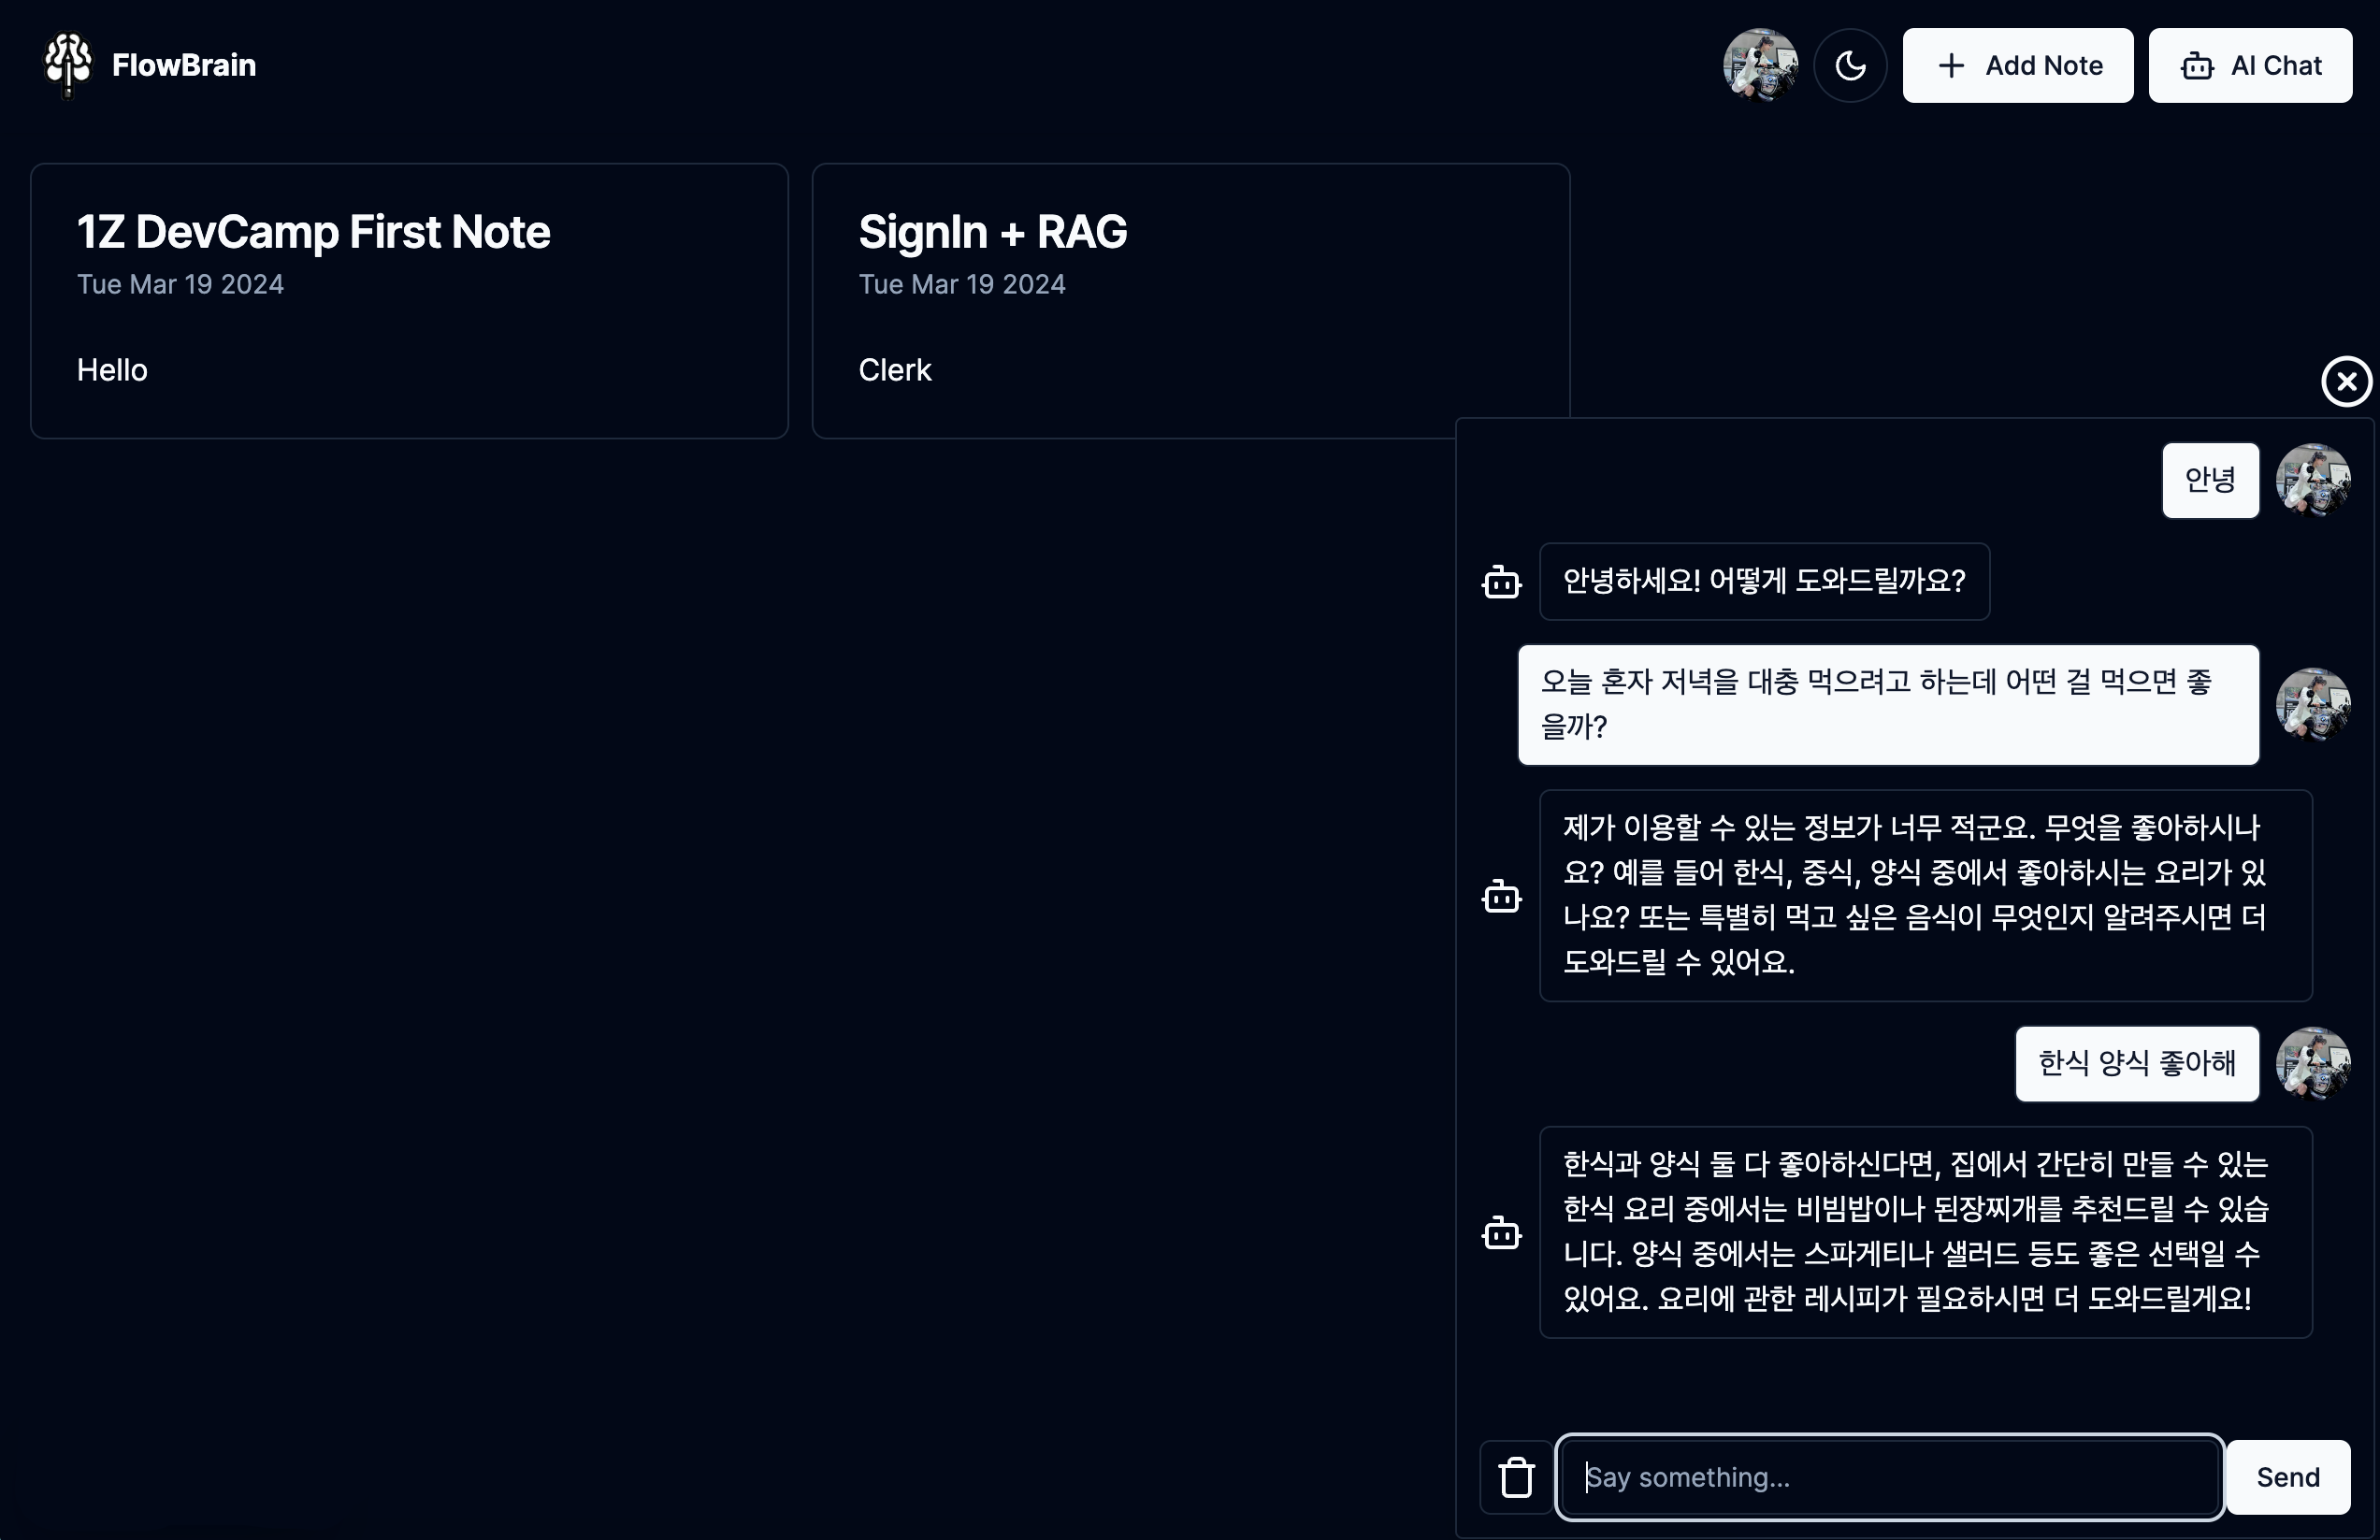 FlowBrain
Add Note
AI Chat
1Z DevCamp First Note
Tue Mar 19 2024
Hello
SignIn + RAG
Tue Mar 19 2024
Clerk
안녕
안녕하세요! 어떻게 도와드릴까요?
오늘 혼자 저녁을 대충 먹으려고 하는데 어떤 걸 먹으면 좋
을까?
제가 이용할 수 있는 정보가 너무 적군요. 무엇을 좋아하시나
요? 예를 들어 한식, 중식, 양식 중에서 좋아하시는 요리가 있
나요? 또는 특별히 먹고 싶은 음식이 무엇인지 알려주시면 더
도와드릴 수 있어요.
한식 양식 좋아해
한식과 양식 둘 다 좋아하신다면, 집에서 간단히 만들 수 있는
한식 요리 중에서는 비빔밥이나 된장찌개를 추천드릴 수 있습
니다. 양식 중에서는 스파게티나 샐러드 등도 좋은 선택일 수
있어요. 요리에 관한 레시피가 필요하시면 더 도와드릴게요!
Say something...
Send